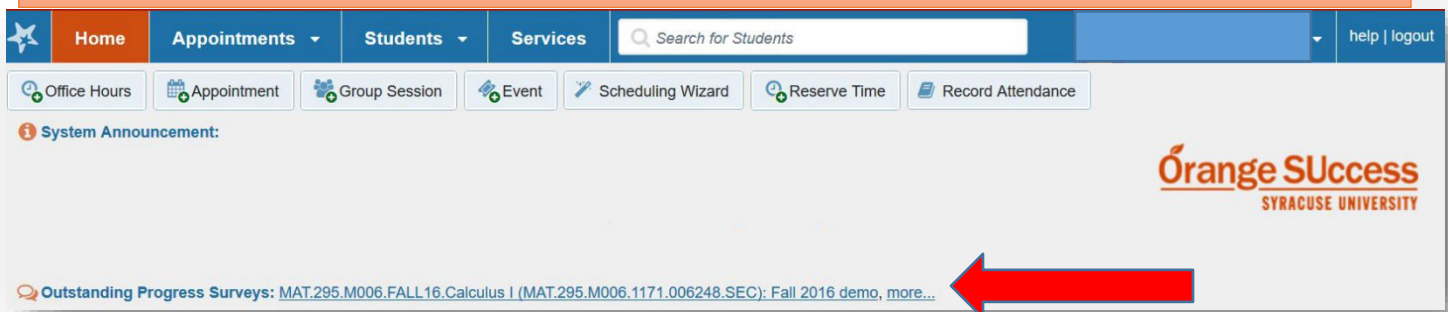 Home Appointments Students Services Search for Students help | logout
Office Hours Appointment Group Session Event Scheduling Wizard Reserve Time Record Attendance
System Announcement:
Orange SUccess
SYRACUSE UNIVERSITY
Outstanding Progress Surveys: MAT.295.M006.FALL16.Calculus I (MAT.295.M006.1171.006248.SEC): Fall 2016 demo, more...